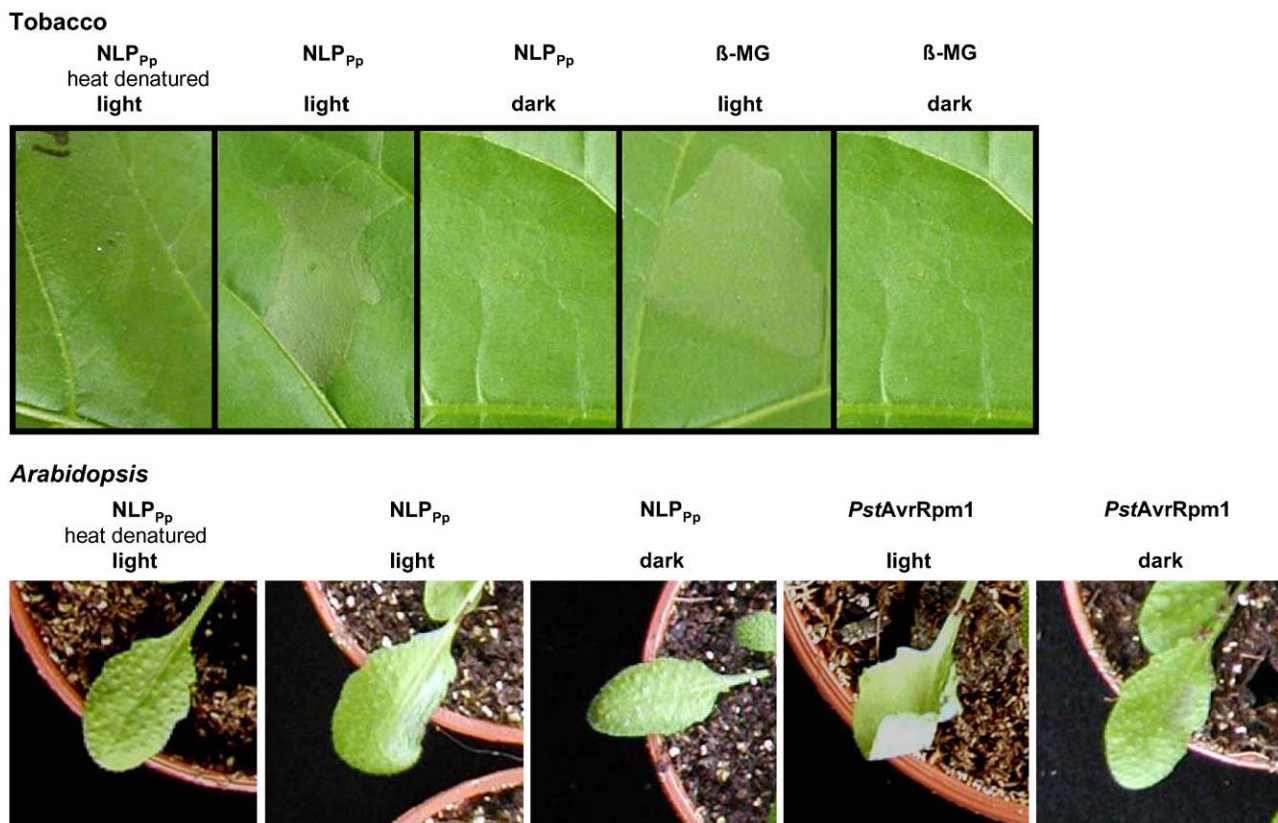 Tobacco
NLPPp NLPPp NLPPp ß-MG ß-MG
heat denatured
light light dark light dark
Arabidopsis
NLPPp NLPPp NLPPp PstAvrRpm1 PstAvrRpm1
heat denatured
light light dark light dark